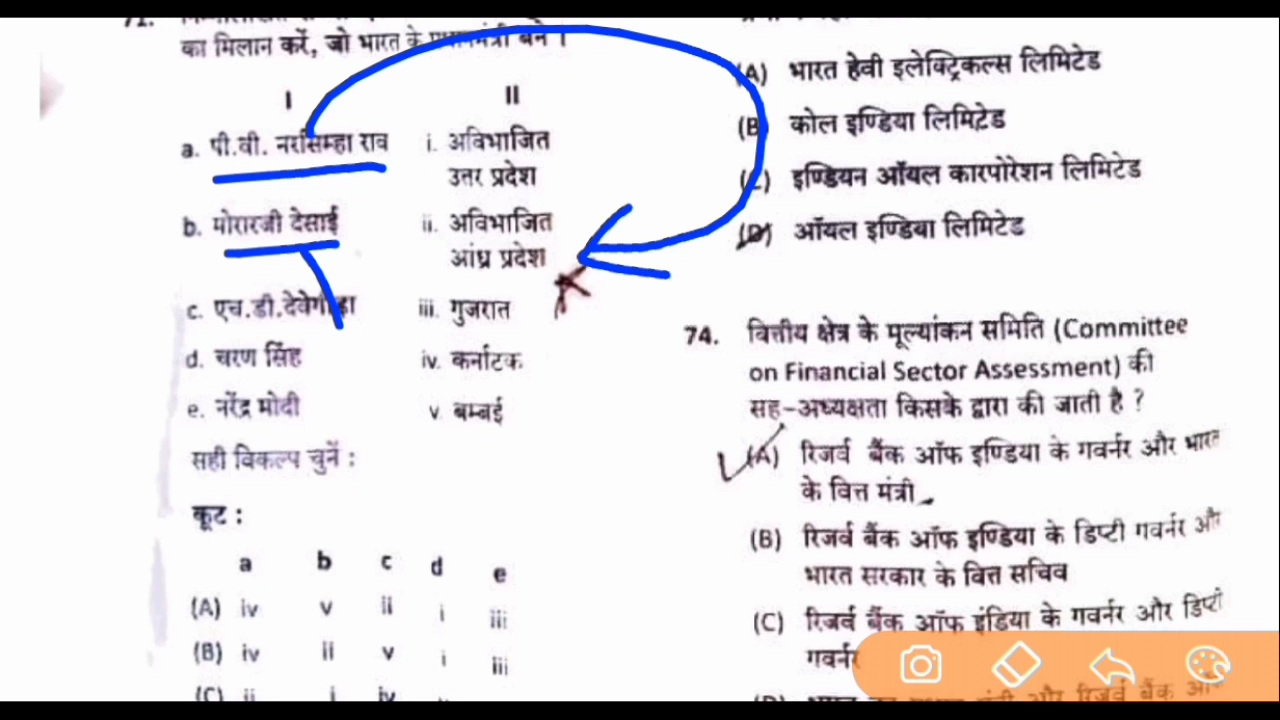 71.
का मिलान करें, जो भारत के प्रधानमंत्री बने ।
I II
a. पी.वी. नरसिम्हा राव i. अविभाजित
उत्तर प्रदेश
b. मोरारजी देसाई ii. अविभाजित
आंध्र प्रदेश
c. एच.डी.देवेगौड़ा iii. गुजरात
d. चरण सिंह iv. कर्नाटक
e. नरेंद्र मोदी v. बम्बई
सही विकल्प चुनें :
कूट :
a b c d e
(A) iv v ii i iii
(B) iv ii v i iii
(C) ii i iv
(A) भारत हेवी इलेक्ट्रिकल्स लिमिटेड
(B) कोल इण्डिया लिमिटेड
(C) इण्डियन ऑयल कारपोरेशन लिमिटेड
(D) ऑयल इण्डिया लिमिटेड
74. वित्तीय क्षेत्र के मूल्यांकन समिति (Committee
on Financial Sector Assessment) की
सह-अध्यक्षता किसके द्वारा की जाती है ?
(A) रिजर्व बैंक ऑफ इण्डिया के गवर्नर और भारत
के वित्त मंत्री
(B) रिजर्व बैंक ऑफ इण्डिया के डिप्टी गवर्नर और
भारत सरकार के वित्त सचिव
(C) रिजर्व बैंक ऑफ इंडिया के गवर्नर और डिप्टी
गवर्नर